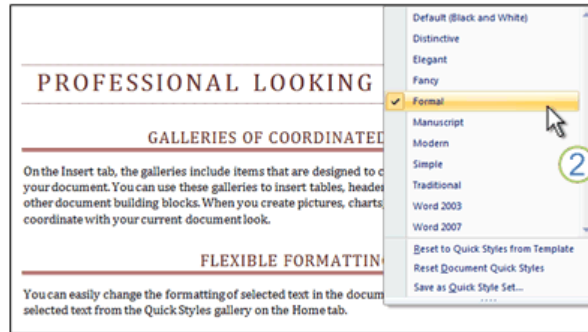 PROFESSIONAL LOOKING
GALLERIES OF COORDINATED
On the Insert tab, the galleries include items that are designed to c
your document. You can use these galleries to insert tables, header
other document building blocks. When you create pictures, charts,
coordinate with your current document look.
FLEXIBLE FORMATTIN
You can easily change the formatting of selected text in the docum
selected text from the Quick Styles gallery on the Home tab.
Default (Black and White)
Distinctive
Elegant
Fancy
Formal
Manuscript
Modern
Simple
Traditional
Word 2003
Word 2007
Reset to Quick Styles from Template
Reset Document Quick Styles
Save as Quick Style Set...
2